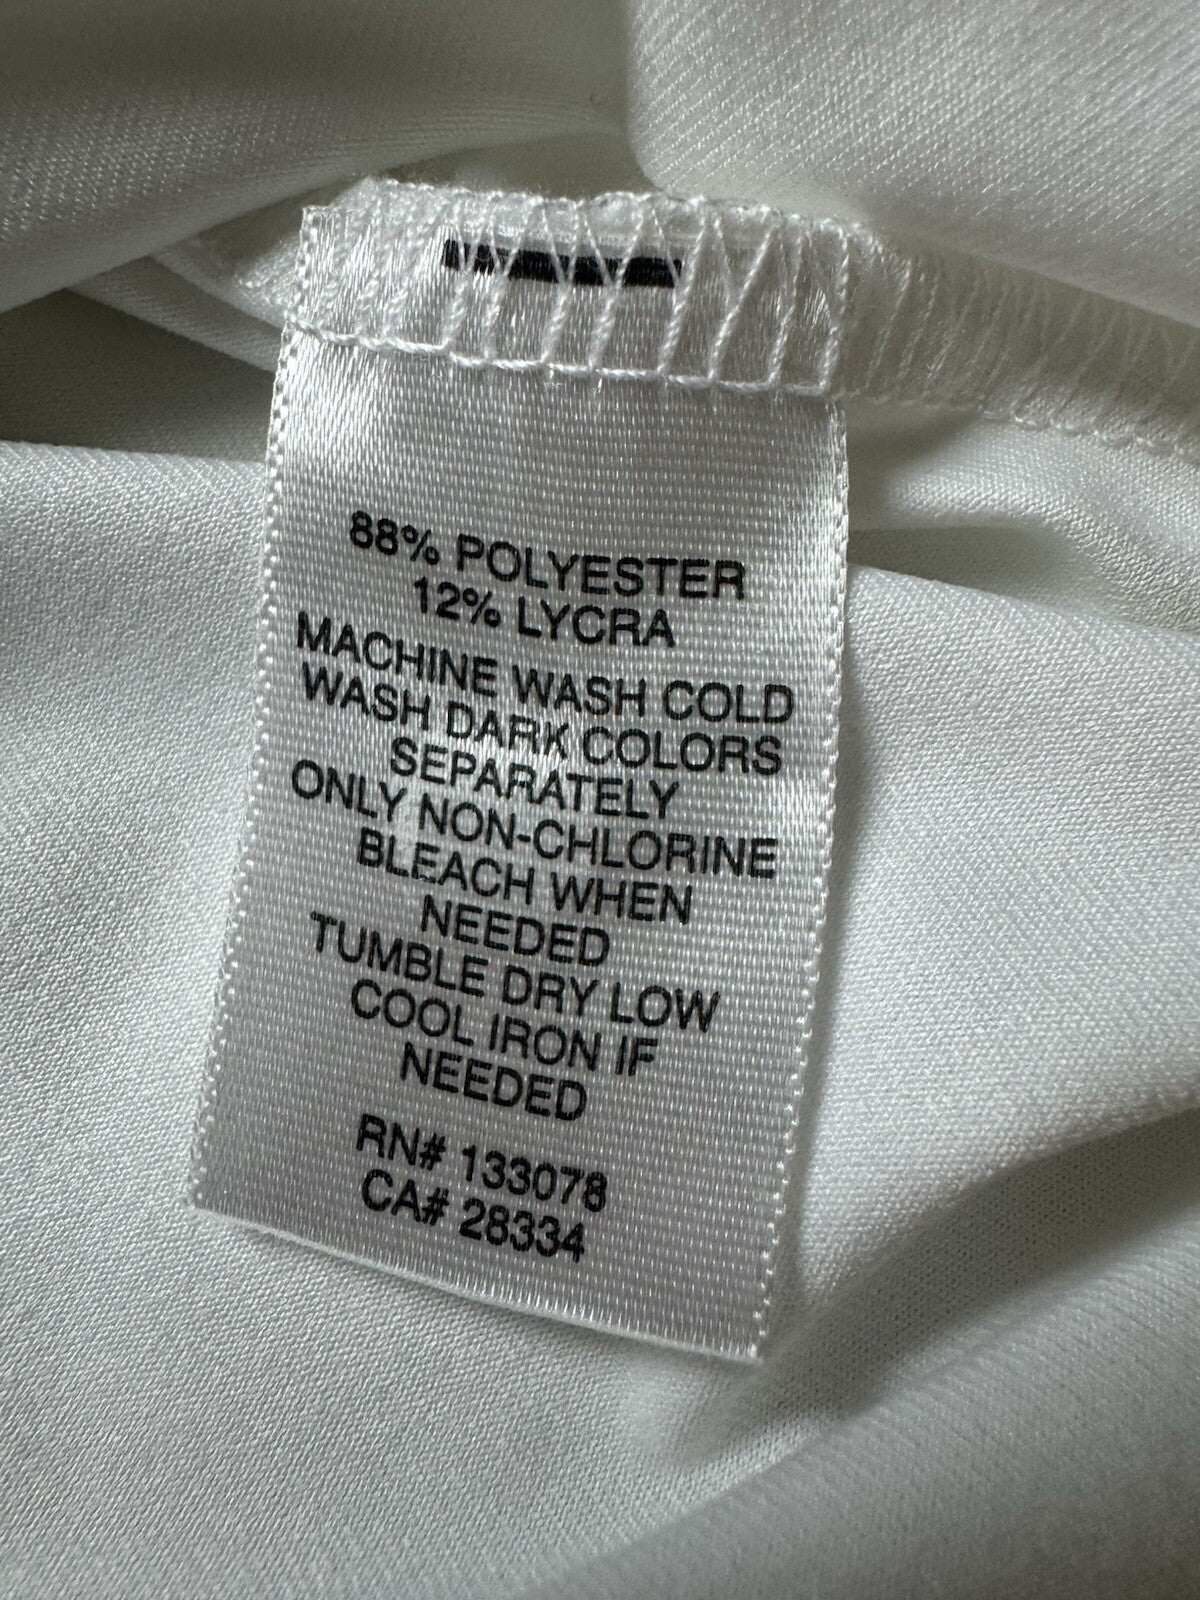 88% POLYESTER
12% LYCRA
MACHINE WASH COLD
WASH DARK COLORS
SEPARATELY
ONLY NON-CHLORINE
BLEACH WHEN
NEEDED
TUMBLE DRY LOW
COOL IRON IF
NEEDED
RN# 133078
CA# 28334